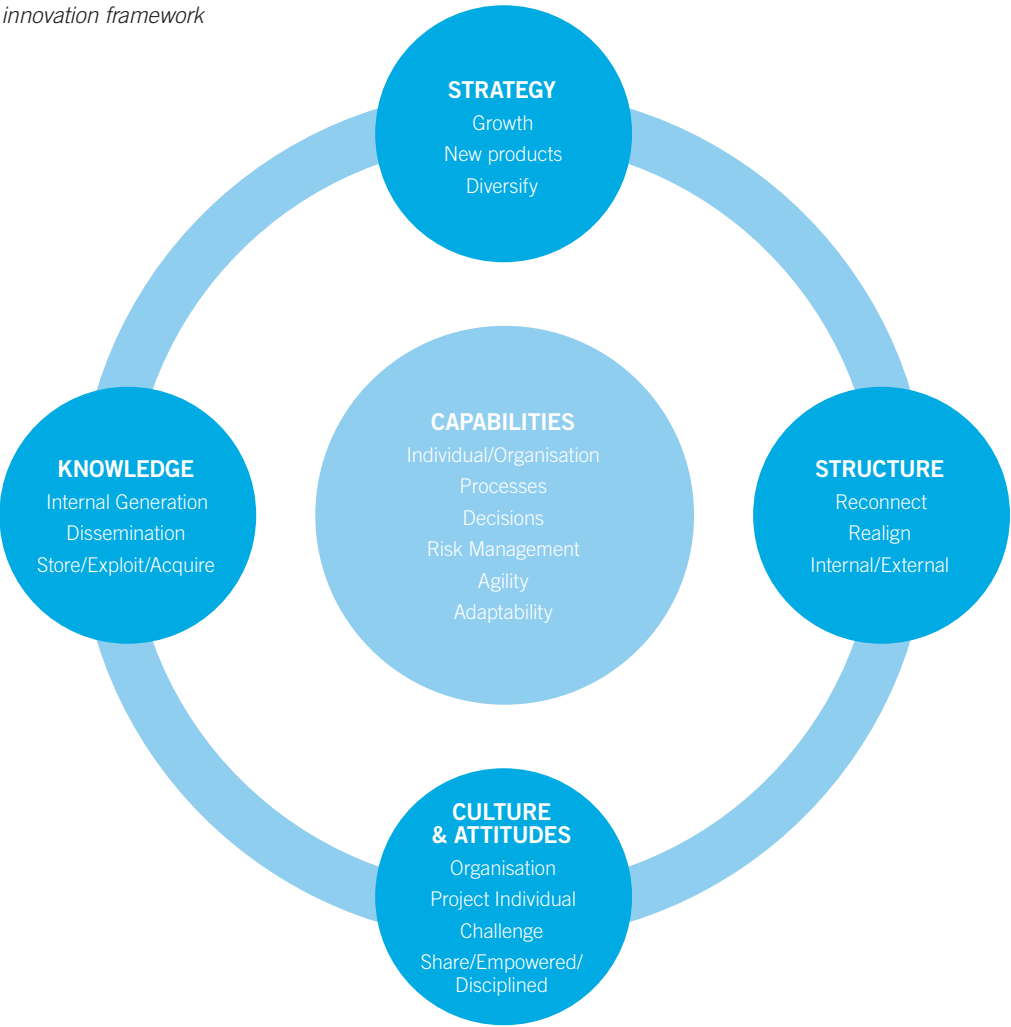 innovation framework
STRATEGY
Growth
New products
Diversify
KNOWLEDGE
Internal Generation
Dissemination
Store/Exploit/Acquire
CAPABILITIES
Individual/Organisation
Processes
Decisions
Risk Management
Agility
Adaptability
STRUCTURE
Reconnect
Realign
Internal/External
CULTURE
& ATTITUDES
Organisation
Project Individual
Challenge
Share/Empowered/
Disciplined